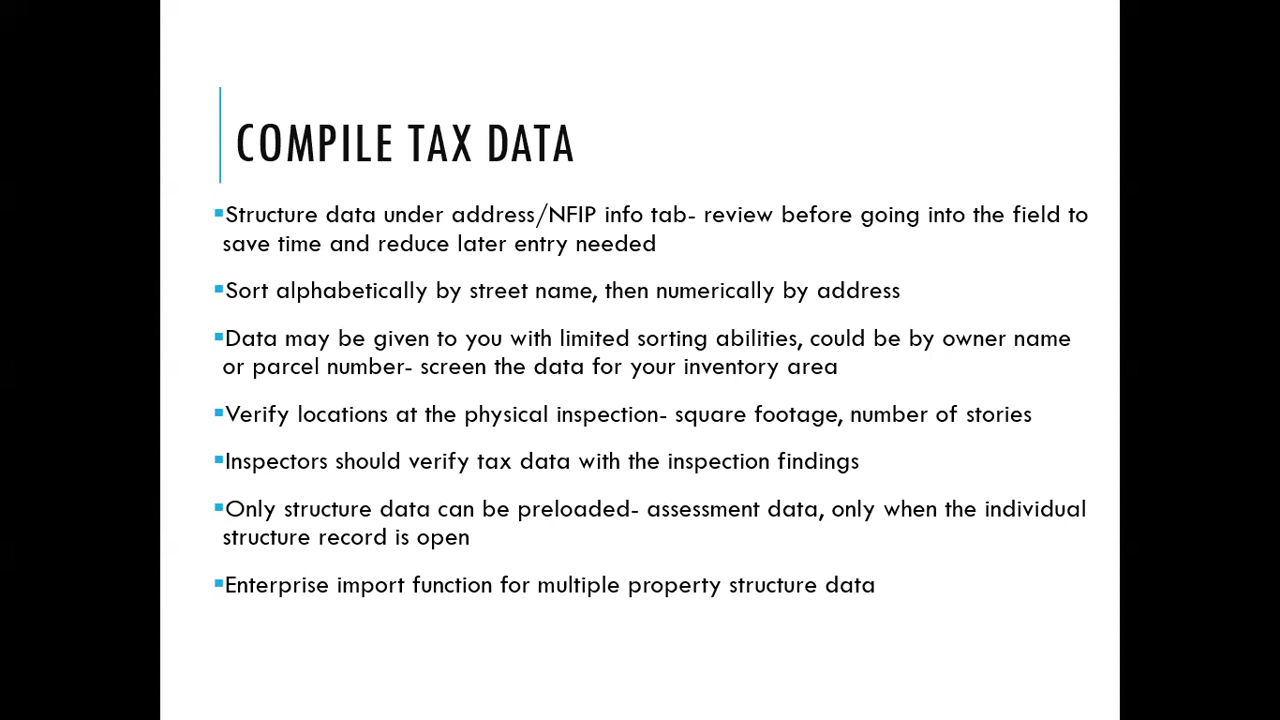 COMPILE TAX DATA
▪Structure data under address/NFIP info tab- review before going into the field to
save time and reduce later entry needed
▪Sort alphabetically by street name, then numerically by address
▪Data may be given to you with limited sorting abilities, could be by owner name
or parcel number- screen the data for your inventory area
▪Verify locations at the physical inspection- square footage, number of stories
▪Inspectors should verify tax data with the inspection findings
▪Only structure data can be preloaded- assessment data, only when the individual
structure record is open
▪Enterprise import function for multiple property structure data